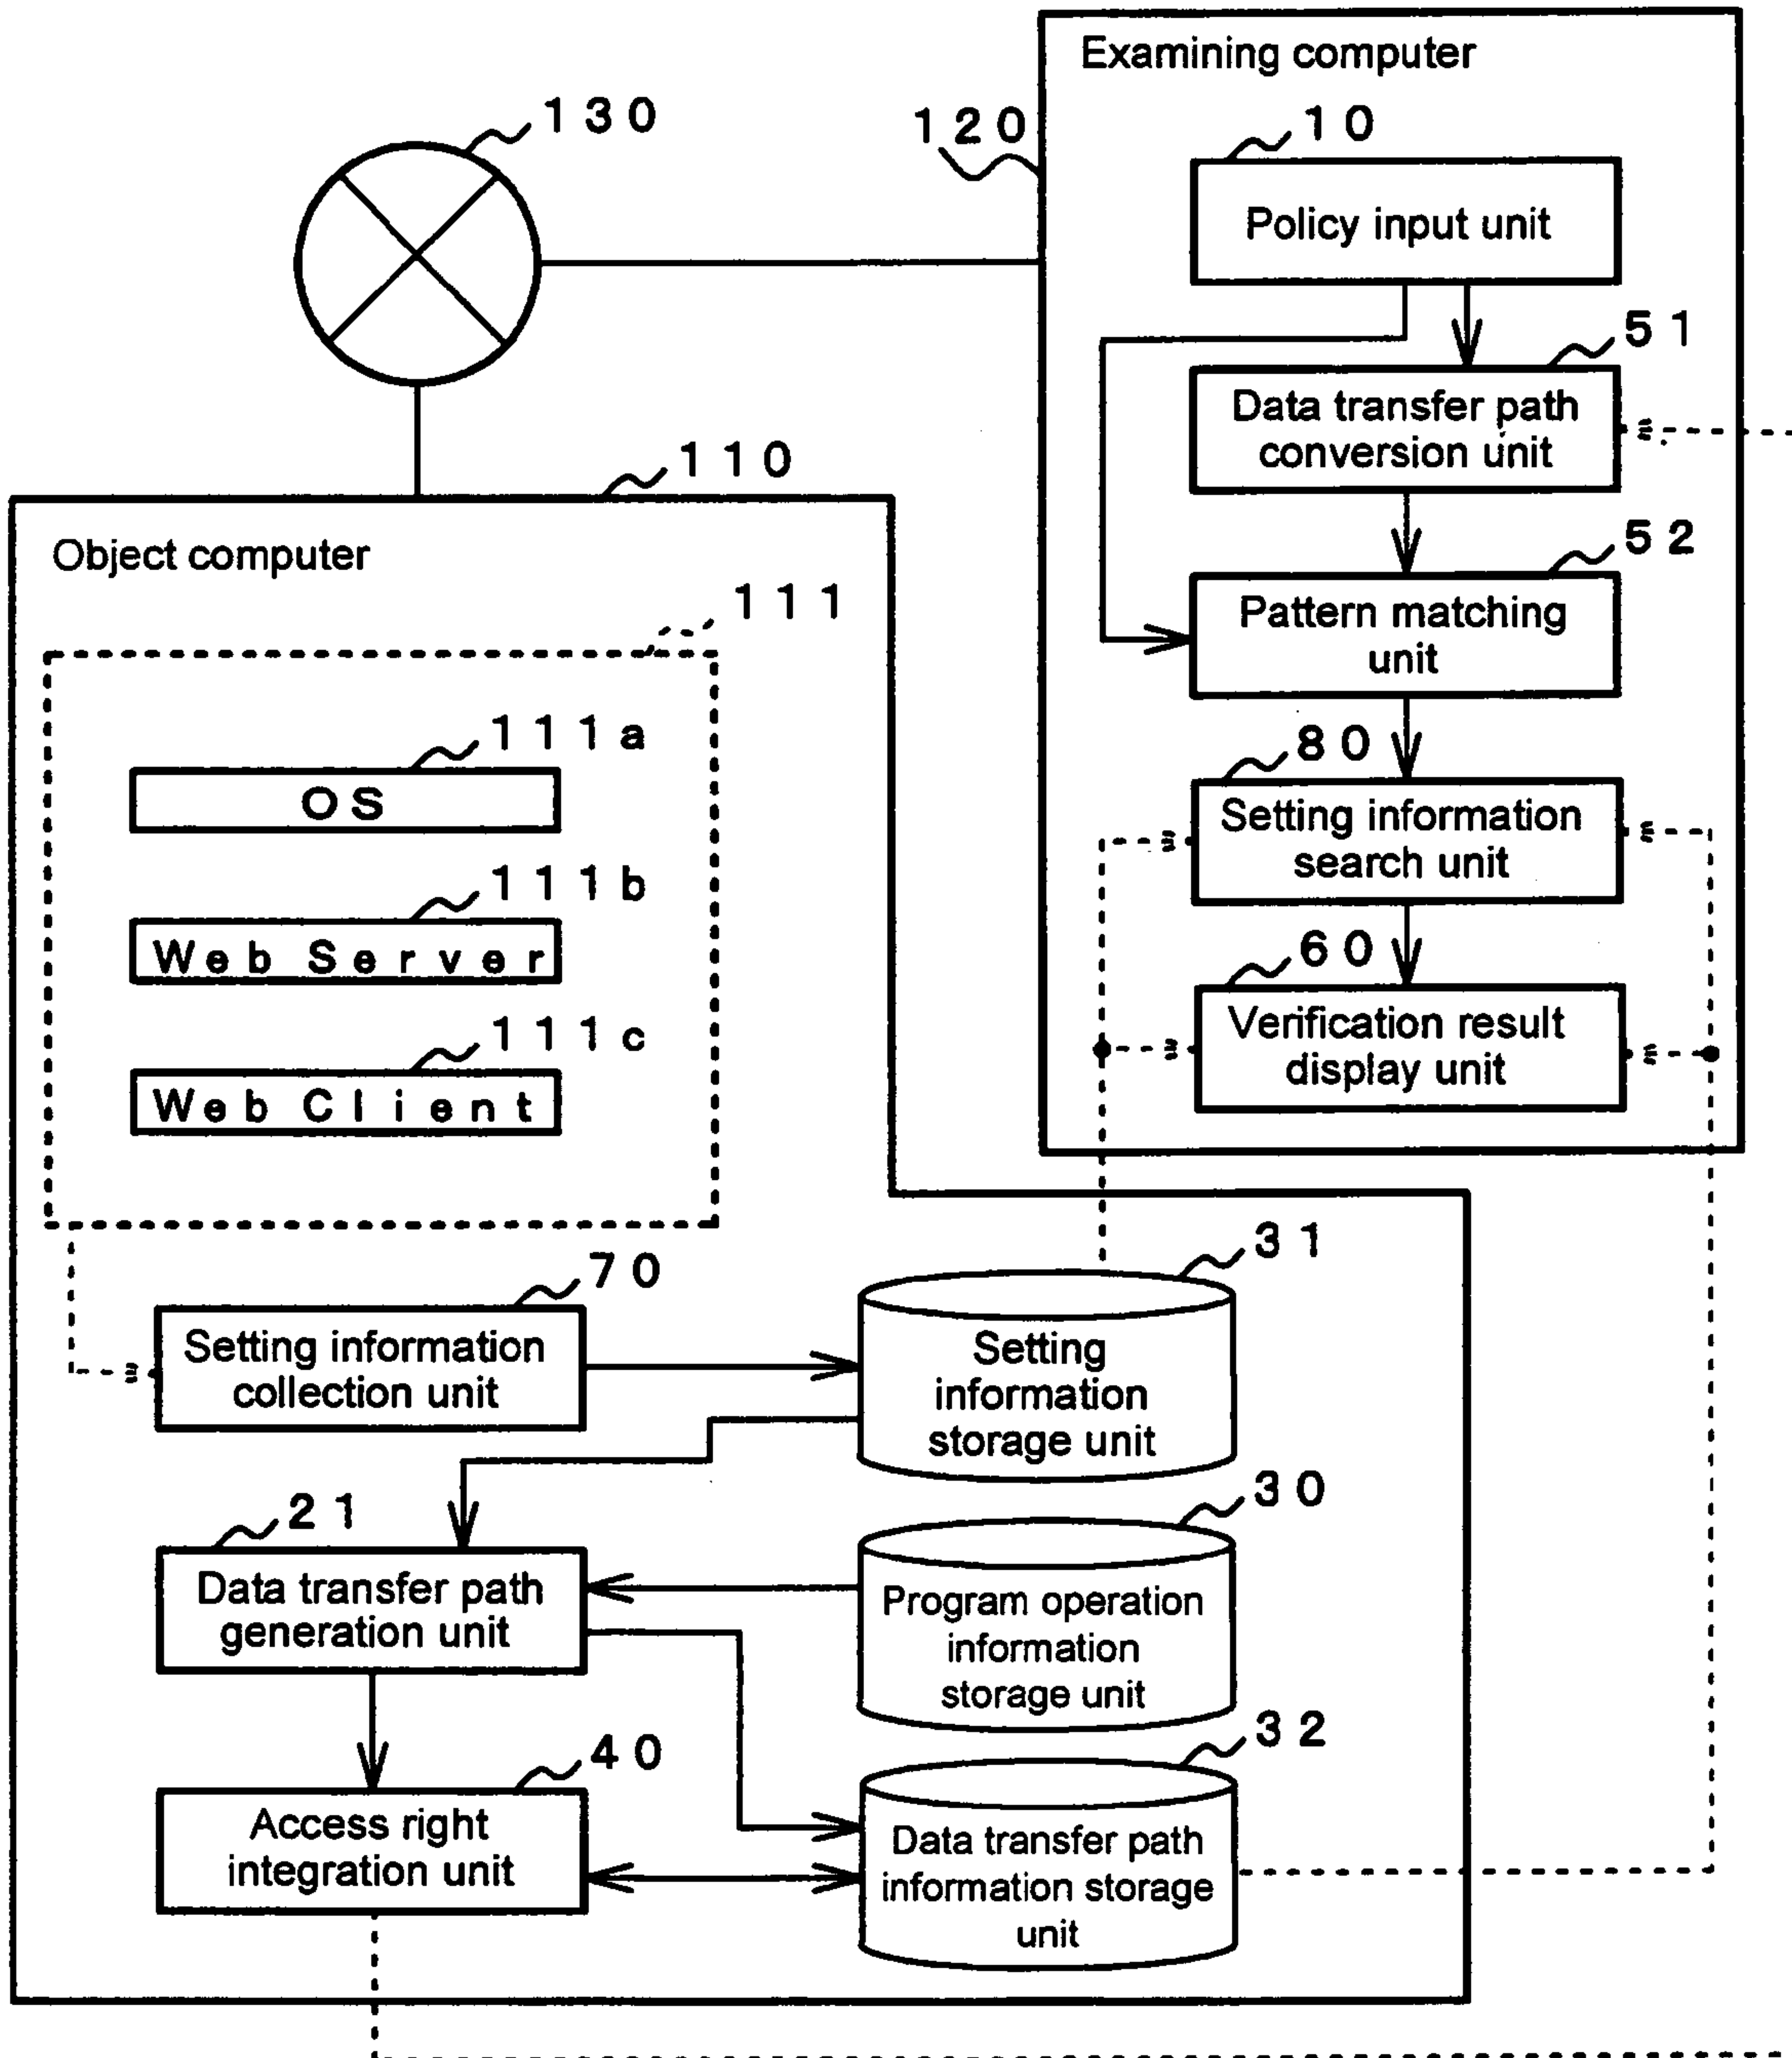 Examining computer
130
120
10
Policy input unit
51
Data transfer path
conversion unit
110
Object computer
52
Pattern matching
unit
111
111a
OS
80
Setting information
search unit
111b
Web Server
60
Verification result
display unit
111c
Web Client
70
Setting information
collection unit
31
Setting
information
storage unit
21
Data transfer path
generation unit
30
Program operation
information
storage unit
40
Access right
integration unit
32
Data transfer path
information storage
unit